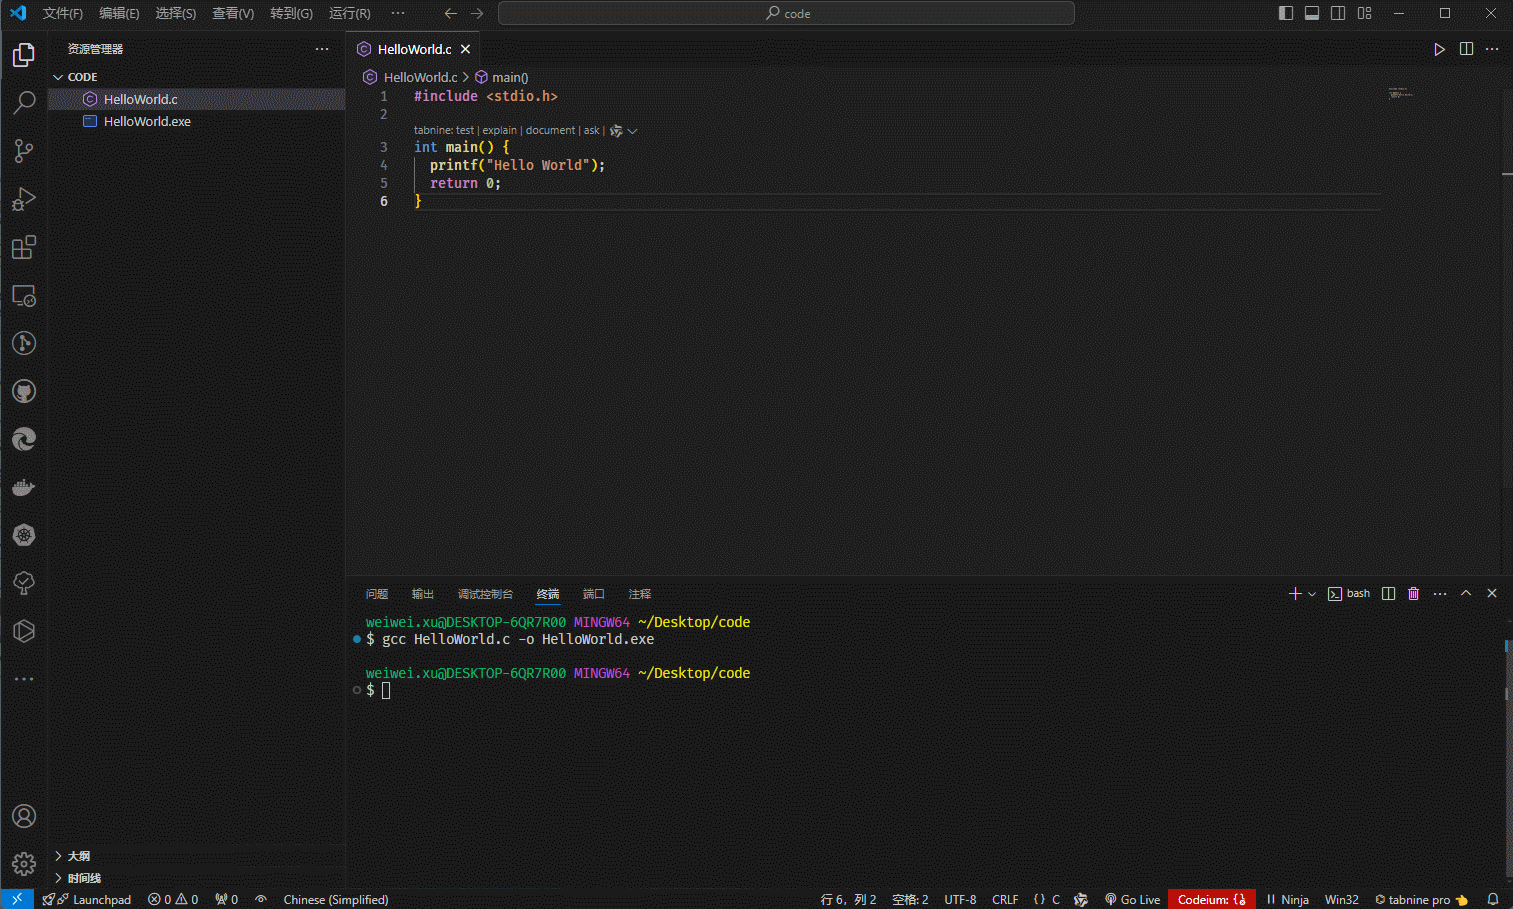 文件(F) 编辑(E) 选择(S) 查看(V) 转到(G) 运行(R) ··· code
资源管理器 ···
CODE
HelloWorld.c
HelloWorld.exe
大纲
时间线
HelloWorld.c
HelloWorld.c > main()
1 #include <stdio.h>
2
tabnine: test | explain | document | ask |
3 int main() {
4 printf("Hello World");
5 return 0;
6 }
问题 输出 调试控制台 终端 端口 注释 bash
weiwei.xu@DESKTOP-6QR7R00 MINGW64 ~/Desktop/code
$ gcc HelloWorld.c -o HelloWorld.exe
weiwei.xu@DESKTOP-6QR7R00 MINGW64 ~/Desktop/code
$
Launchpad 0 0 0 Chinese (Simplified) 行 6，列 2 空格: 2 UTF-8 CRLF {} C Go Live Codeium: {} Ninja Win32 tabnine pro